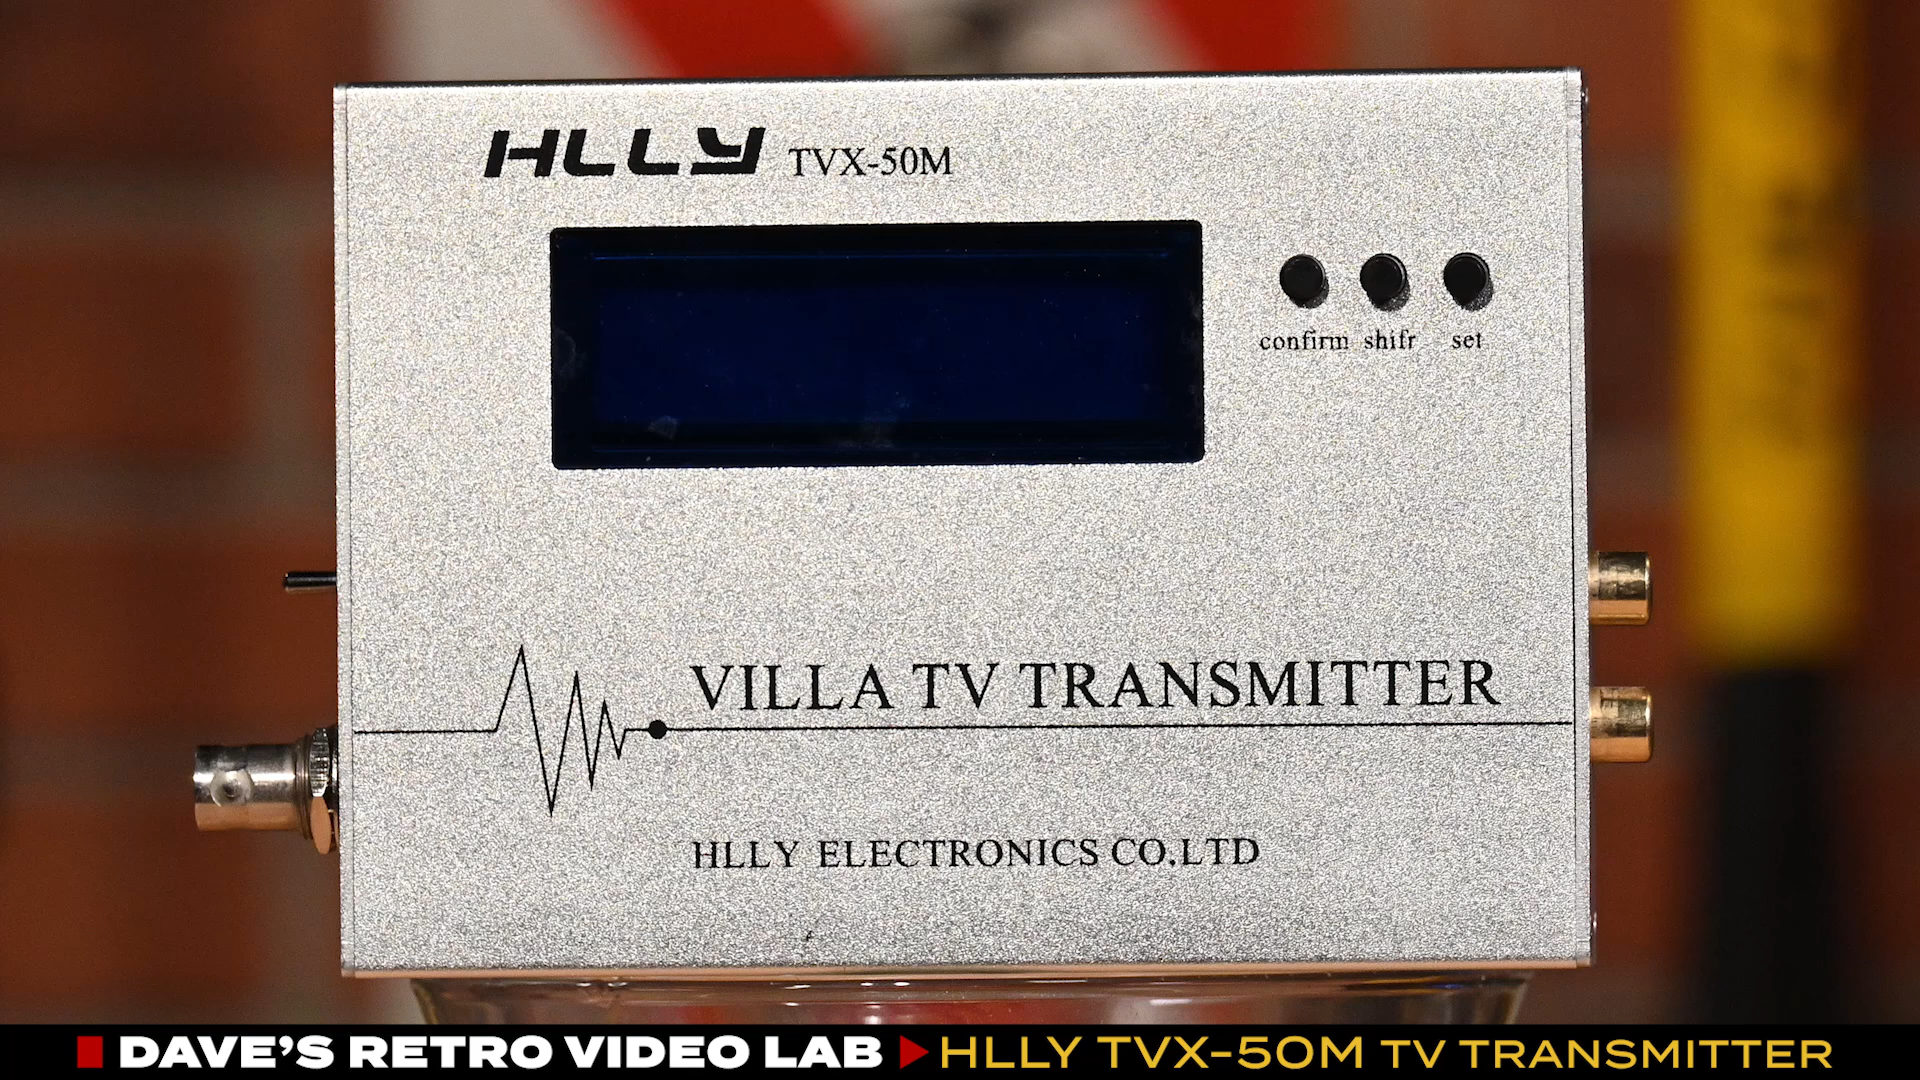 HLLY TVX-50M
confirm shifr set
VILLA TV TRANSMITTER
HLLY ELECTRONICS CO.LTD
DAVE'S RETRO VIDEO LAB HLLY TVX-50M TV TRANSMITTER